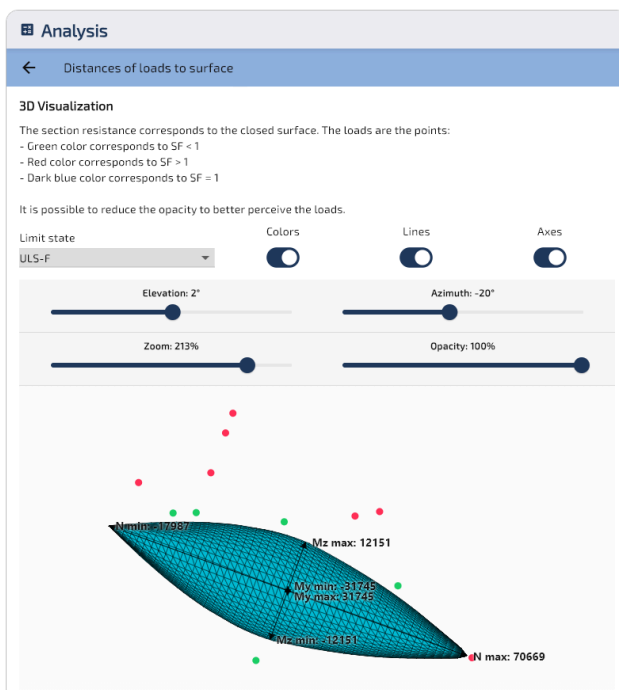 Analysis
Distances of loads to surface
3D Visualization
The section resistance corresponds to the closed surface. The loads are the points:
- Green color corresponds to SF < 1
- Red color corresponds to SF > 1
- Dark blue color corresponds to SF = 1
It is possible to reduce the opacity to better perceive the loads.
Limit state
Colors
Lines
Axes
ULS-F
Elevation: 2°
Azimuth: -20°
Zoom: 213%
Opacity: 100%
N min: -17987
Mz max: 12151
My min: -31745
My max: 31745
Mz min: -12151
N max: 70669